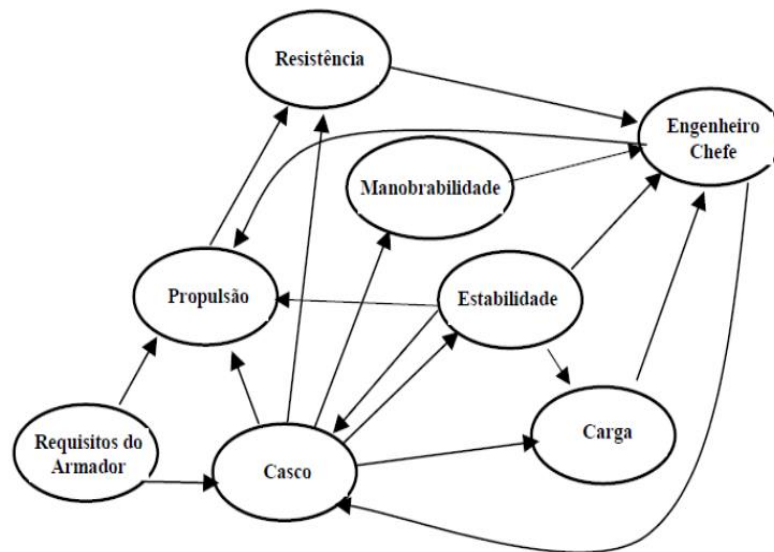 Resistência
Engenheiro
Chefe
Manobrabilidade
Propulsão
Estabilidade
Requisitos do
Armador
Casco
Carga